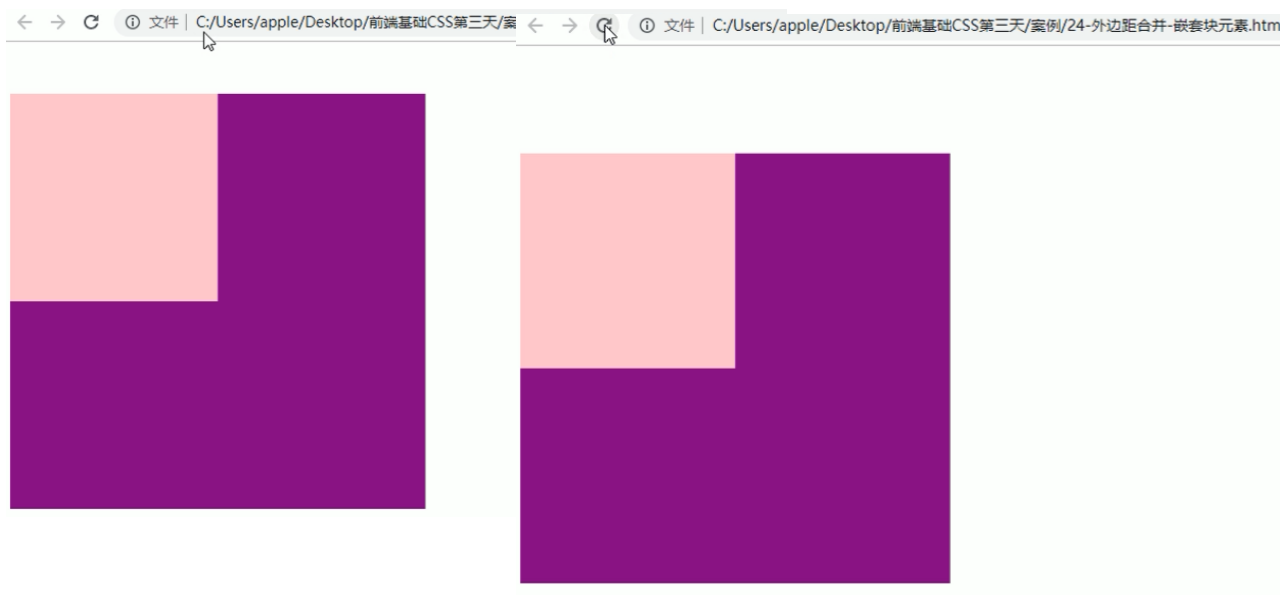 文件 | C:/Users/apple/Desktop/前端基础CSS第三天/案
文件 | C:/Users/apple/Desktop/前端基础CSS第三天/案例/24-外边距合并-嵌套块元素.htm